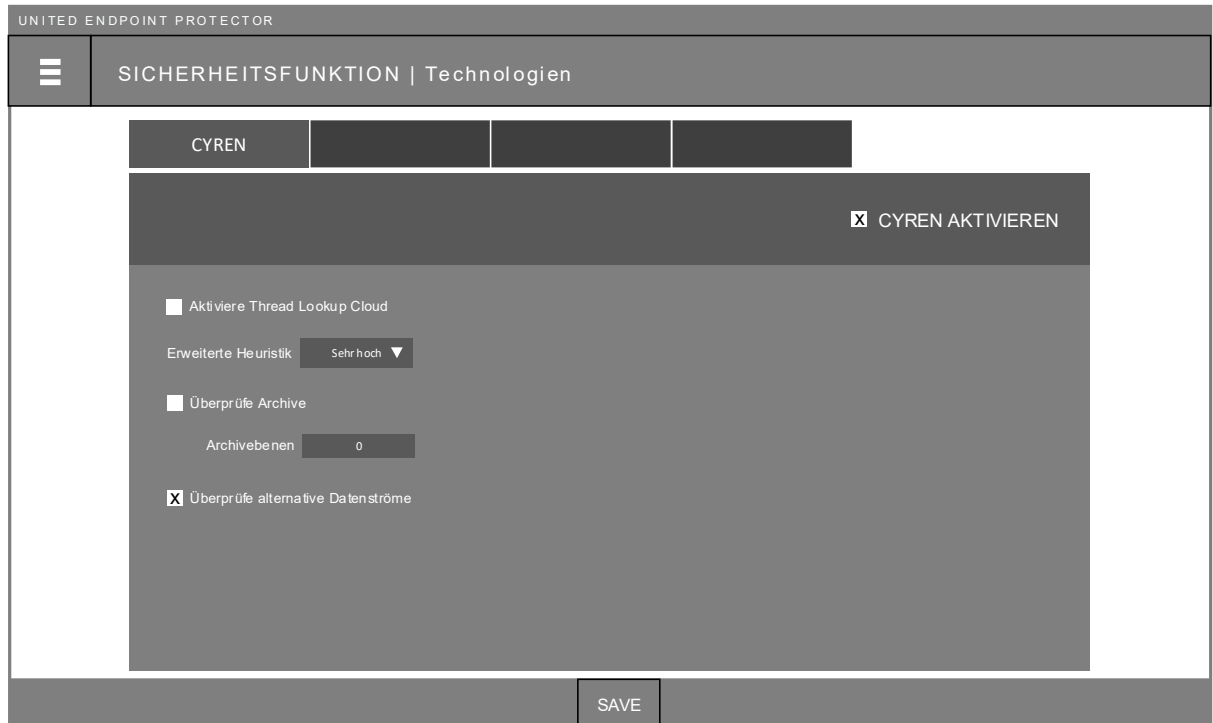 UNITED ENDPOINT PROTECTOR
SICHERHEITSFUNKTION | Technologien
CYREN
X CYREN AKTIVIEREN
Aktiviere Thread Lookup Cloud
Erweiterte Heuristik Sehr hoch
Überprüfe Archive
Archivebenen 0
X Überprüfe alternative Datenströme
SAVE